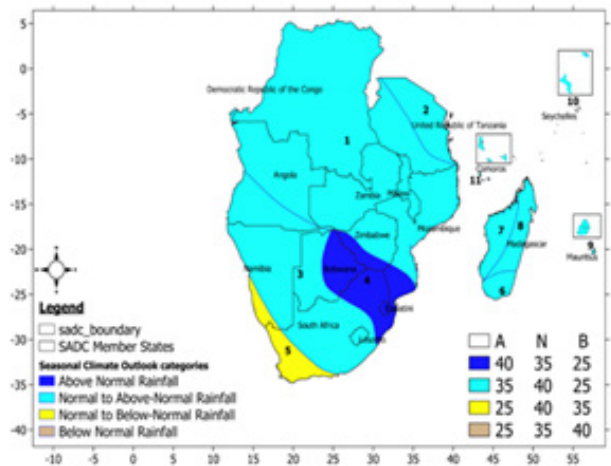 5
0
-5
-10
-15
-20
-25
-30
-35
-40
-10
-5
0
5
10
15
20
25
30
35
40
45
50
55
Democratic Republic of the Congo
1
2
United Republic of Tanzania
10
Seychelles
Comoros
11
Angola
Zambia
Malawi
Mozambique
Zimbabwe
7
8
Madagascar
6
9
Mauritius
Namibia
3
Botswana
4
Eswatini
South Africa
Lesotho
5
Legend
sadc_boundary
SADC Member States
Seasonal Climate Outlook categories
Above Normal Rainfall
Normal to Above-Normal Rainfall
Normal to Below-Normal Rainfall
Below Normal Rainfall
A N B
40 35 25
35 40 25
25 40 35
25 35 40